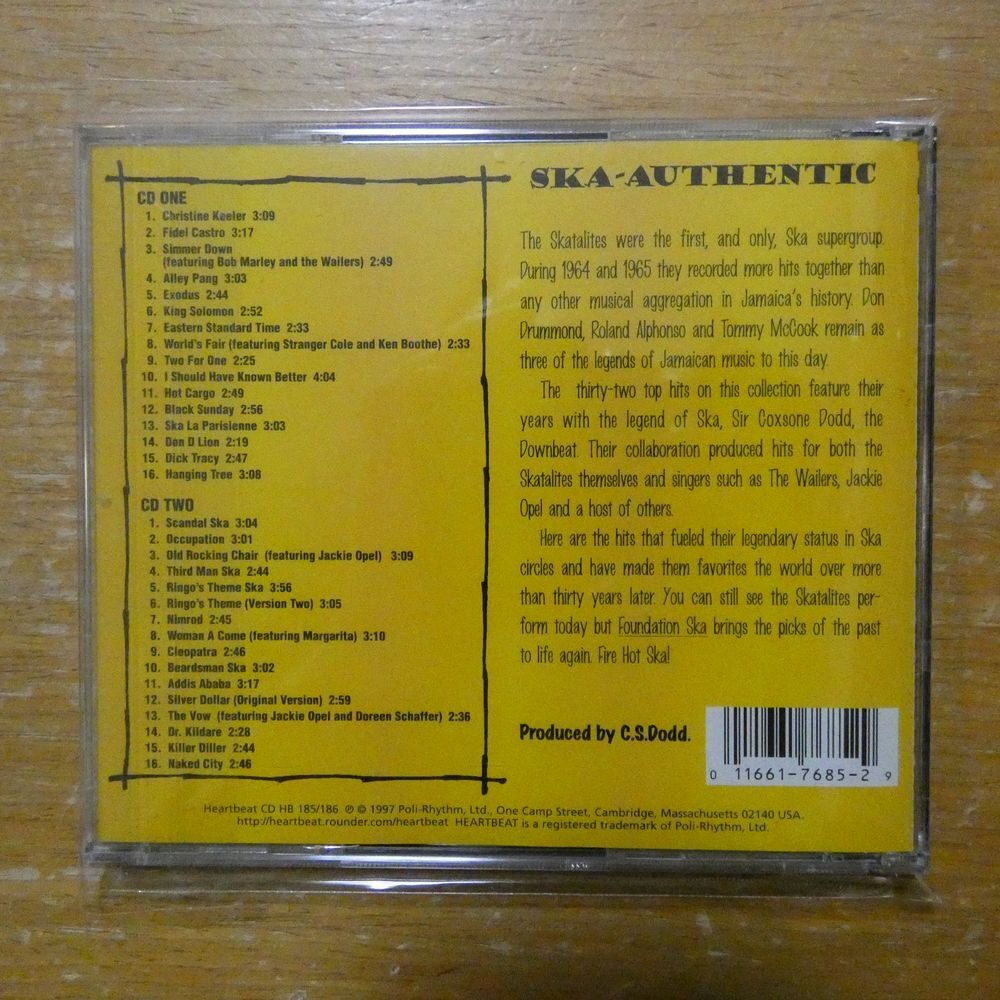 CD ONE
1. Christine Keeler 3:09
2. Fidel Castro 3:17
3. Simmer Down
(featuring Bob Marley and the Wailers) 2:49
4. Alley Pang 3:03
5. Exodus 2:44
6. King Solomon 2:52
7. Eastern Standard Time 2:33
8. World's Fair (featuring Stranger Cole and Ken Boothe) 2:33
9. Two For One 2:25
10. I Should Have Known Better 4:04
11. Hot Cargo 2:49
12. Black Sunday 2:56
13. Ska La Parisienne 3:03
14. Don D Lion 2:19
15. Dick Tracy 2:47
16. Hanging Tree 3:08
CD TWO
1. Scandal Ska 3:04
2. Occupation 3:01
3. Old Rocking Chair (featuring Jackie Opel) 3:09
4. Third Man Ska 2:44
5. Ringo's Theme Ska 3:56
6. Ringo's Theme (Version Two) 3:05
7. Nimrod 2:45
8. Woman A Come (featuring Margarita) 3:10
9. Cleopatra 2:46
10. Beardsman Ska 3:02
11. Addis Ababa 3:17
12. Silver Dollar (Original Version) 2:59
13. The Vow (featuring Jackie Opel and Doreen Schaffer) 2:36
14. Dr. Kildare 2:28
15. Killer Diller 2:44
16. Naked City 2:46
SKA-AUTHENTIC
The Skatalites were the first, and only, Ska supergroup.
During 1964 and 1965 they recorded more hits together than
any other musical aggregation in Jamaica's history. Don
Drummond, Roland Alphonso and Tommy McCook remain as
three of the legends of Jamaican music to this day.
The thirty-two top hits on this collection feature their
years with the legend of Ska, Sir Coxsone Dodd, the
Downbeat. Their collaboration produced hits for both the
Skatalites themselves and singers such as The Wailers, Jackie
Opel and a host of others.
Here are the hits that fueled their legendary status in Ska
circles and have made them favorites the world over more
than thirty years later. You can still see the Skatalites per-
form today but Foundation Ska brings the picks of the past
to life again. Fire Hot Ska!
Produced by C.S.Dodd.
0 11661-7685-2 9
Heartbeat CD HB 185/186 ℗ © 1997 Poli-Rhythm, Ltd., One Camp Street, Cambridge, Massachusetts 02140 USA.
http://heartbeat.rounder.com/heartbeat HEARTBEAT is a registered trademark of Poli-Rhythm, Ltd.